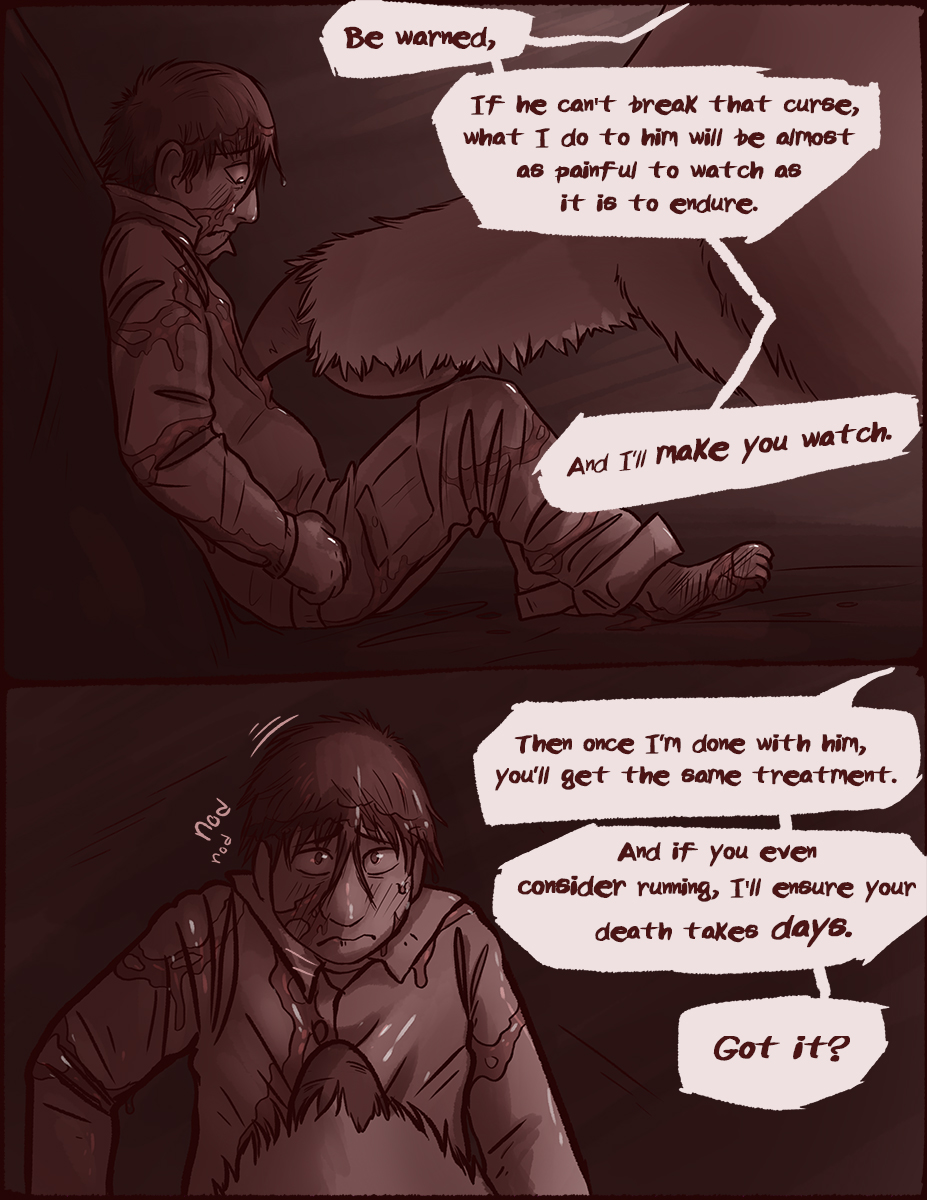 Be warned,
If he can't break that curse,
what I do to him will be almost
as painful to watch as
it is to endure.
And I'll make you watch.
Then once I'm done with him,
you'll get the same treatment.
nod
nod
And if you even
consider running, I'll ensure your
death takes days.
Got it?